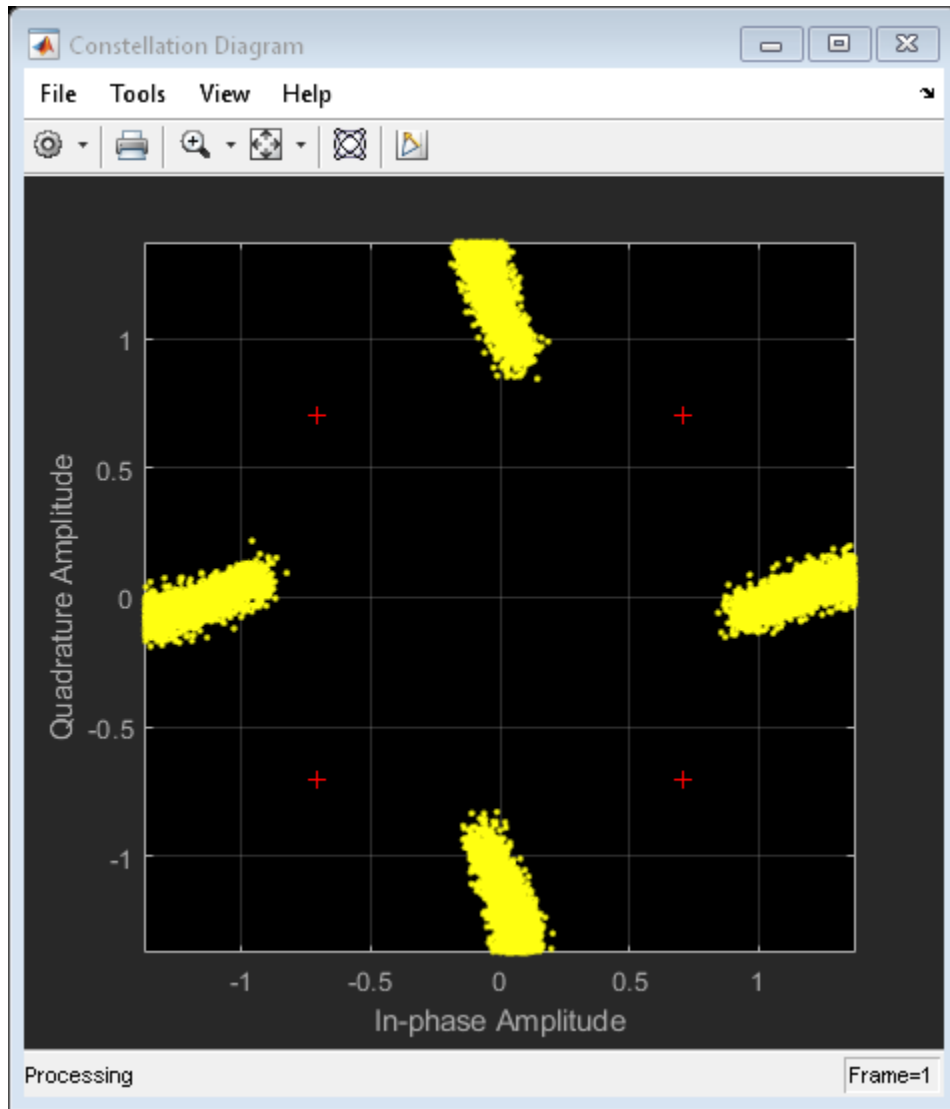 Constellation Diagram
File Tools View Help
1
0.5
0
-0.5
-1
Quadrature Amplitude
-1 -0.5 0 0.5 1
In-phase Amplitude
Processing Frame=1